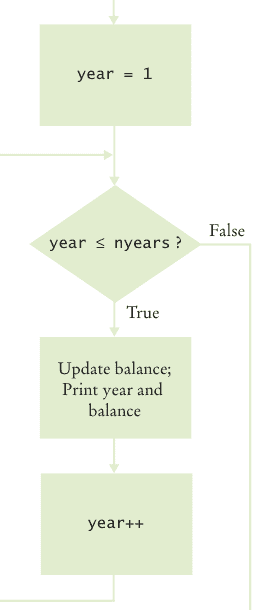 year = 1
year ≤ nyears ?
False
True
Update balance;
Print year and
balance
year++